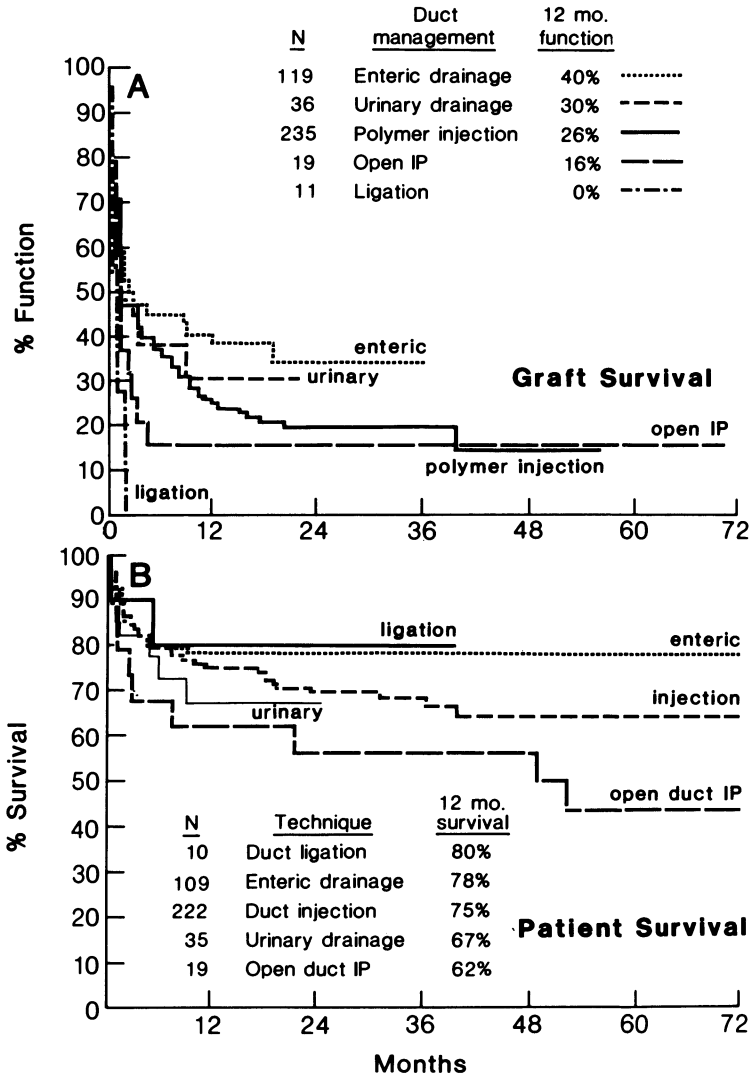 N Duct management 12 mo. function
119 Enteric drainage 40%
36 Urinary drainage 30%
235 Polymer injection 26%
19 Open IP 16%
11 Ligation 0%
A
% Function
100
90
80
70
60
50
40
30
20
10
0
enteric
urinary
Graft Survival
open IP
polymer injection
ligation
0 12 24 36 48 60 72
B
% Survival
100
90
80
70
60
50
40
30
20
10
0
ligation
enteric
injection
urinary
open duct IP
N Technique 12 mo. survival
10 Duct ligation 80%
109 Enteric drainage 78%
222 Duct injection 75%
35 Urinary drainage 67%
19 Open duct IP 62%
Patient Survival
12 24 36 48 60 72
Months